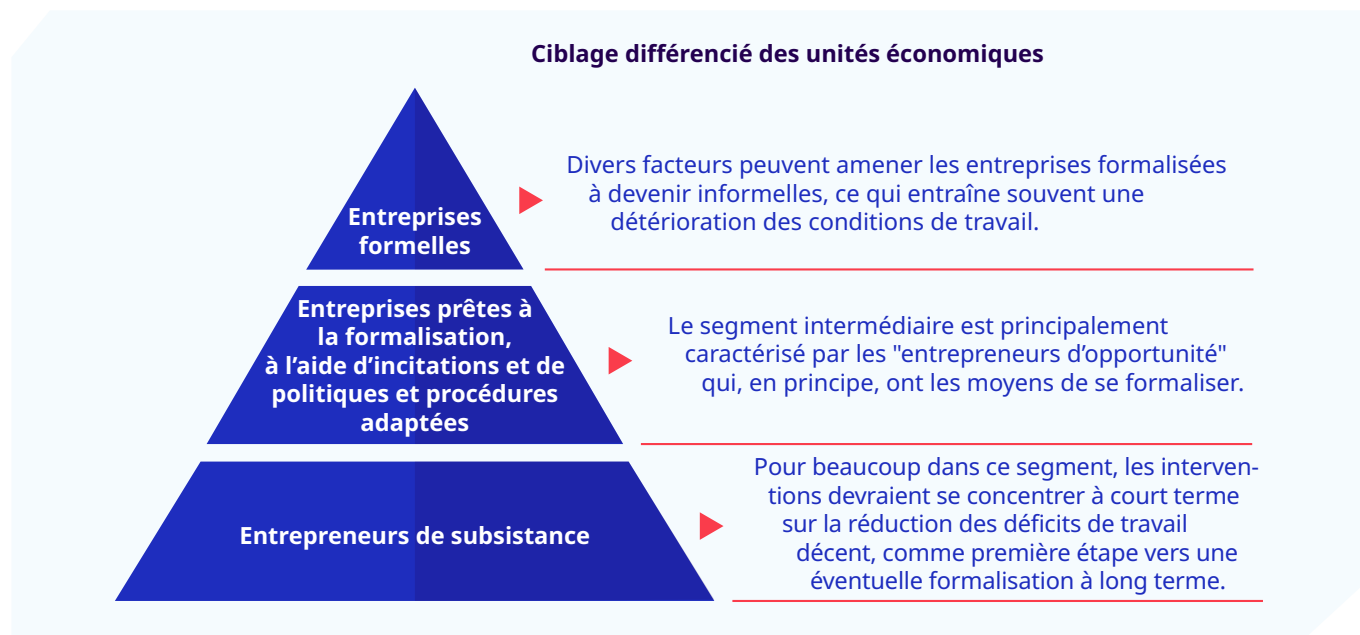 Ciblage différencié des unités économiques
Entreprises
formelles
Divers facteurs peuvent amener les entreprises formalisées
à devenir informelles, ce qui entraîne souvent une
détérioration des conditions de travail.
Entreprises prêtes à
la formalisation,
à l’aide d’incitations et de
politiques et procédures
adaptées
Le segment intermédiaire est principalement
caractérisé par les "entrepreneurs d’opportunité"
qui, en principe, ont les moyens de se formaliser.
Entrepreneurs de subsistance
Pour beaucoup dans ce segment, les interven-
tions devraient se concentrer à court terme
sur la réduction des déficits de travail
décent, comme première étape vers une
éventuelle formalisation à long terme.